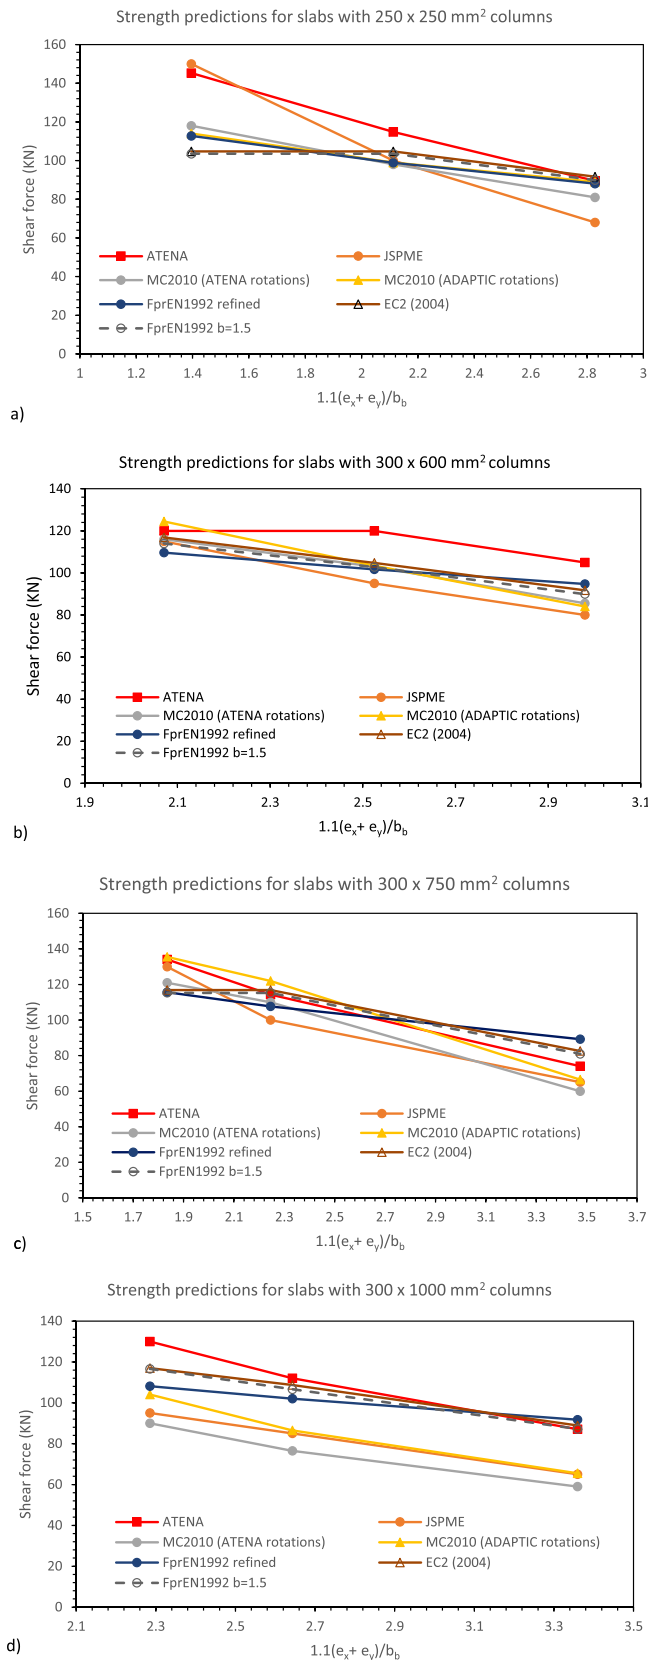 Strength predictions for slabs with 250 x 250 mm² columns
160
140
120
100
80
60
40
20
0
Shear force (KN)
ATENA
JSPME
MC2010 (ATENA rotations)
MC2010 (ADAPTIC rotations)
FprEN1992 refined
EC2 (2004)
FprEN1992 b=1.5
1 1.2 1.4 1.6 1.8 2 2.2 2.4 2.6 2.8 3
1.1(eₓ+ e_y)/b_b
a)
Strength predictions for slabs with 300 x 600 mm² columns
140
120
100
80
60
40
20
0
Shear force (KN)
ATENA
JSPME
MC2010 (ATENA rotations)
MC2010 (ADAPTIC rotations)
FprEN1992 refined
EC2 (2004)
FprEN1992 b=1.5
1.9 2.1 2.3 2.5 2.7 2.9 3.1
1.1(eₓ+ e_y)/b_b
b)
Strength predictions for slabs with 300 x 750 mm² columns
160
140
120
100
80
60
40
20
0
Shear force (KN)
ATENA
JSPME
MC2010 (ATENA rotations)
MC2010 (ADAPTIC rotations)
FprEN1992 refined
EC2 (2004)
FprEN1992 b=1.5
1.5 1.7 1.9 2.1 2.3 2.5 2.7 2.9 3.1 3.3 3.5 3.7
1.1(eₓ+ e_y)/b_b
c)
Strength predictions for slabs with 300 x 1000 mm² columns
140
120
100
80
60
40
20
0
Shear force (KN)
ATENA
JSPME
MC2010 (ATENA rotations)
MC2010 (ADAPTIC rotations)
FprEN1992 refined
EC2 (2004)
FprEN1992 b=1.5
2.1 2.3 2.5 2.7 2.9 3.1 3.3 3.5
1.1(eₓ+ e_y)/b_b
d)